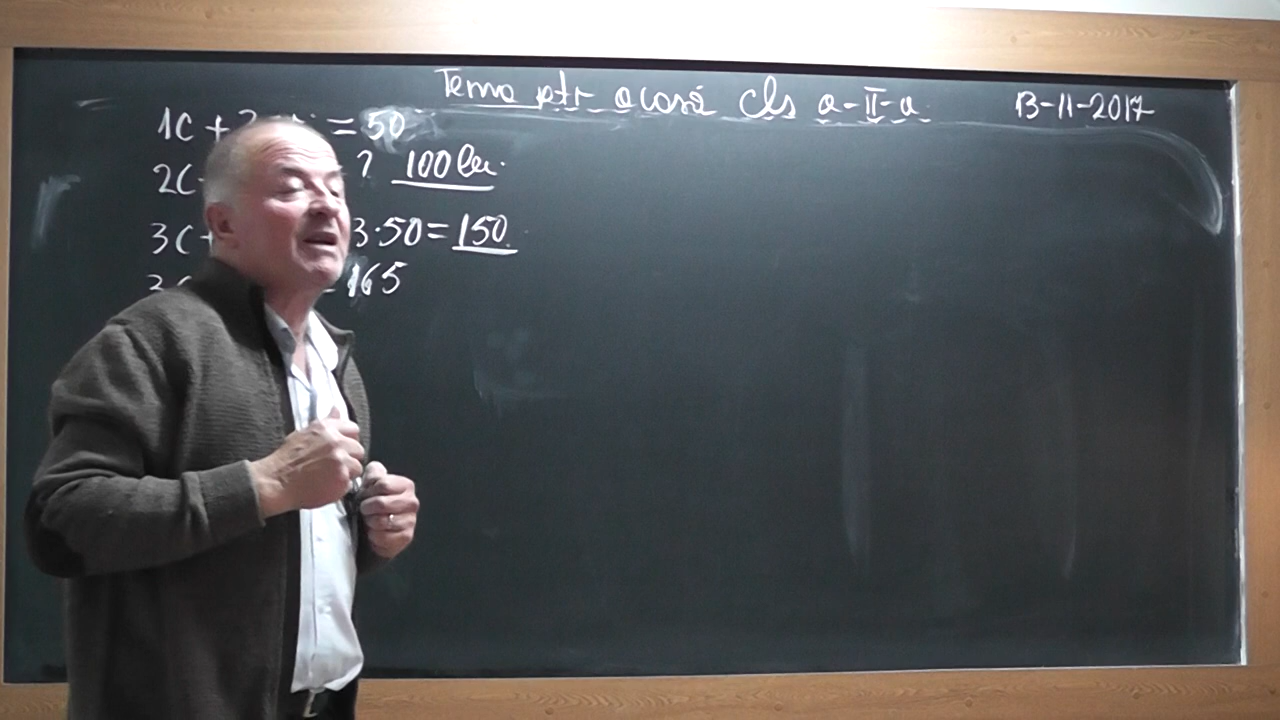 Tema ptr acasă cls a-II-a
13-11-2017
1C + = 50
2C ? 100 lei.
3C + 3·50 = 150
165